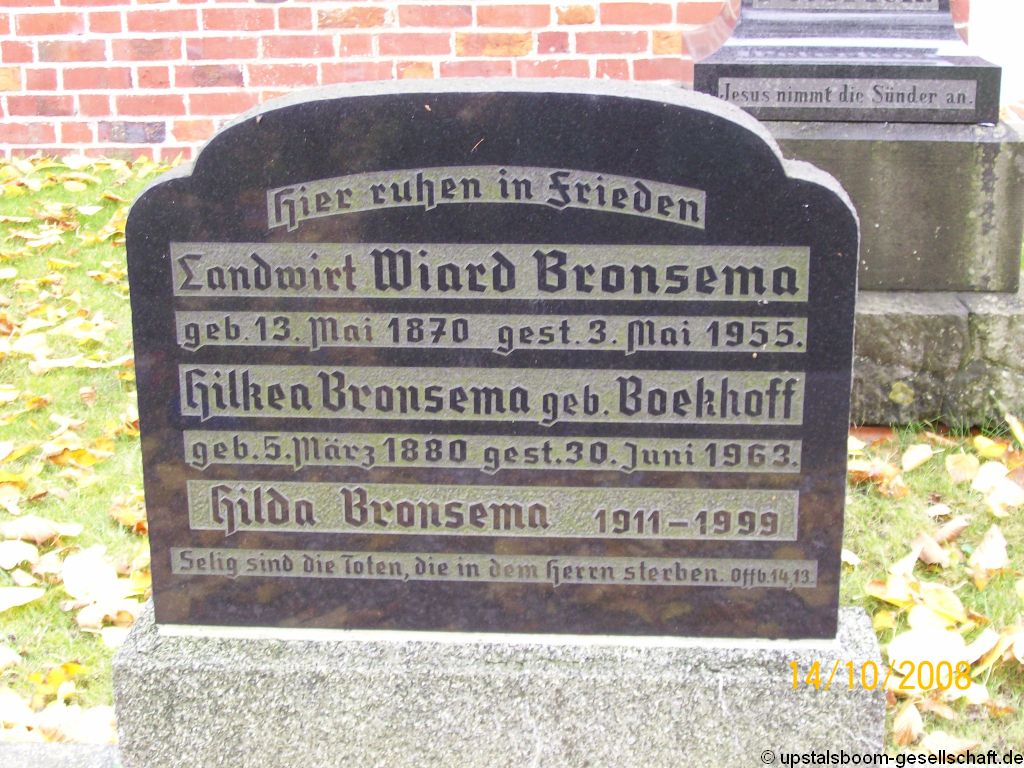 Jesus nimmt die Sünder an.
Hier ruhen in Frieden
Landwirt Wiard Bronsema
geb. 13. Mai 1870 gest. 3. Mai 1955.
Hilkea Bronsema geb. Boekhoff
geb. 5. März 1880 gest. 30. Juni 1963.
Hilda Bronsema 1911-1999
Selig sind die Toten, die in dem Herrn sterben. Offb. 14,13.
14/10/2008
© upstalsboom-gesellschaft.de